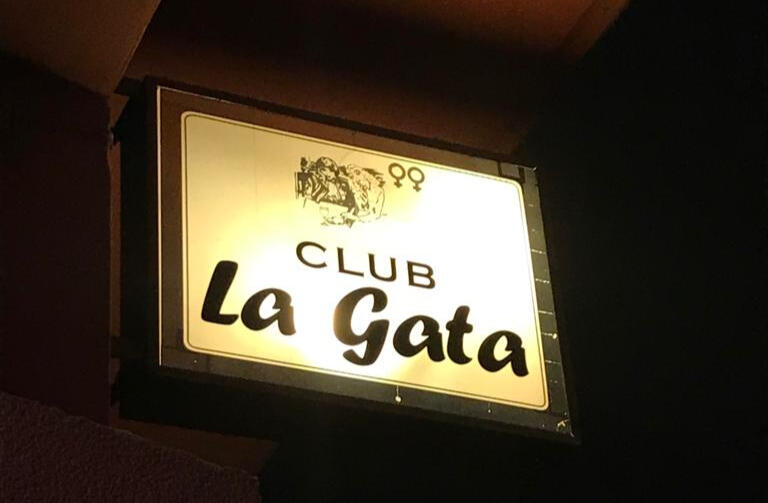 ⚢
CLUB
La Gata